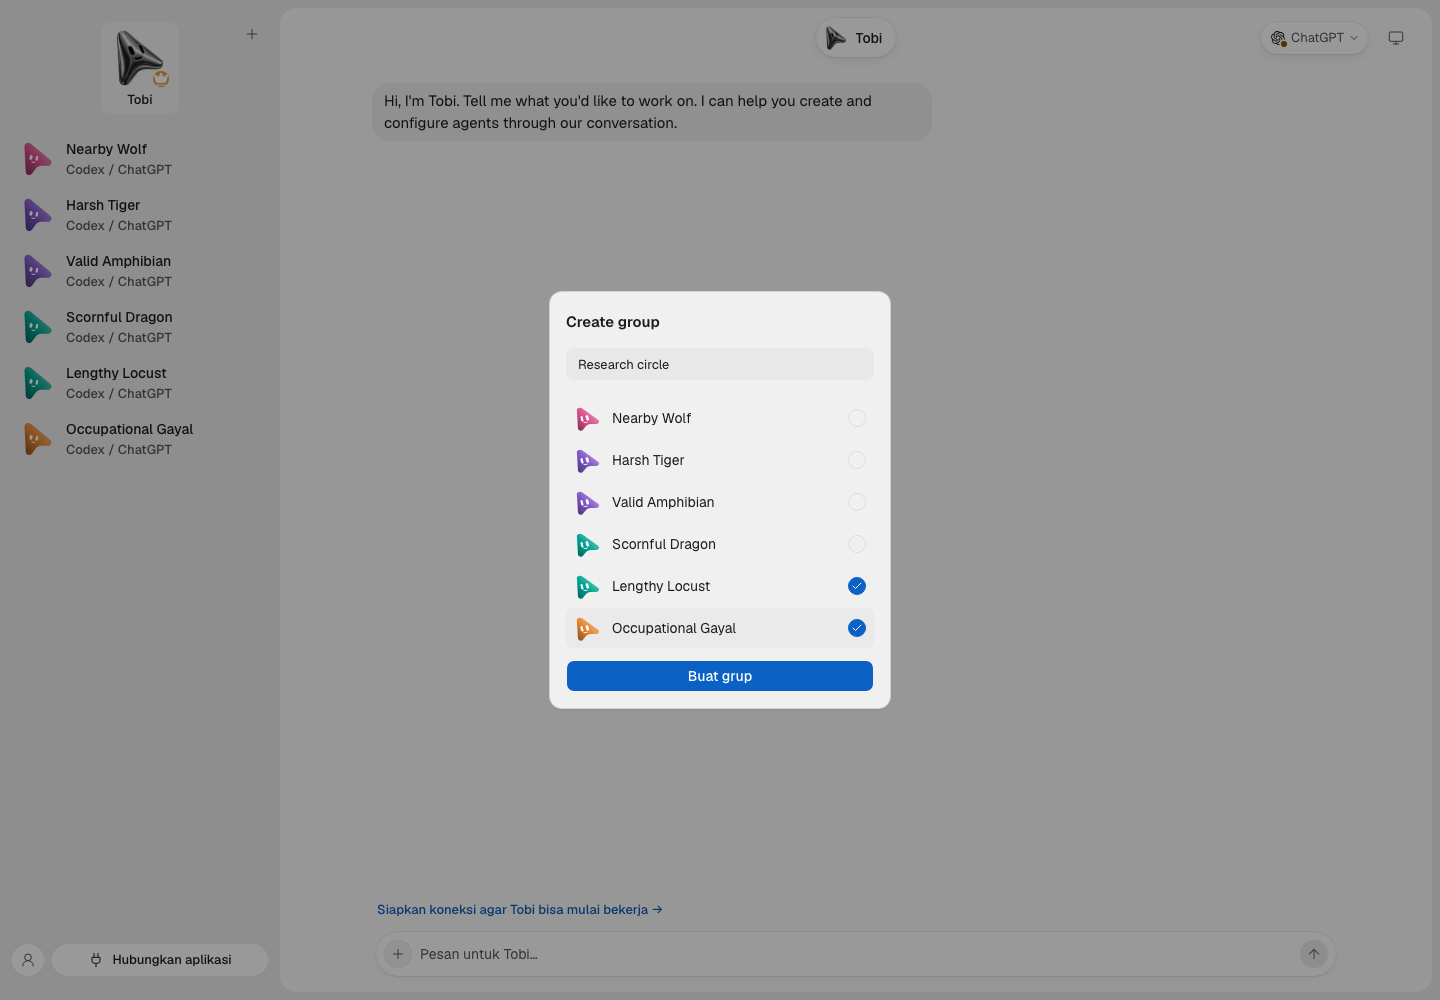 Tobi
Nearby Wolf
Codex / ChatGPT
Harsh Tiger
Codex / ChatGPT
Valid Amphibian
Codex / ChatGPT
Scornful Dragon
Codex / ChatGPT
Lengthy Locust
Codex / ChatGPT
Occupational Gayal
Codex / ChatGPT
Hubungkan aplikasi
Tobi
ChatGPT
Hi, I'm Tobi. Tell me what you'd like to work on. I can help you create and
configure agents through our conversation.
Create group
Research circle
Nearby Wolf
Harsh Tiger
Valid Amphibian
Scornful Dragon
Lengthy Locust
Occupational Gayal
Buat grup
Siapkan koneksi agar Tobi bisa mulai bekerja →
Pesan untuk Tobi...